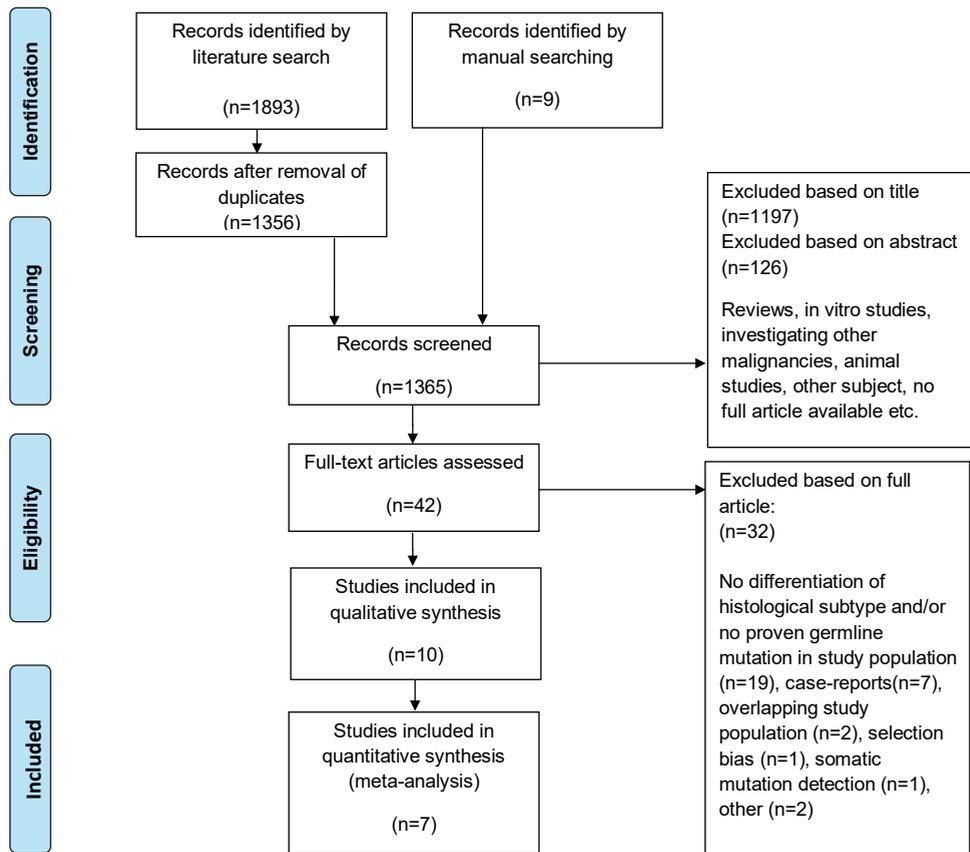 Identification
Records identified by
literature search
(n=1893)
Records identified by
manual searching
(n=9)
Records after removal of
duplicates
(n=1356)
Screening
Records screened
(n=1365)
Excluded based on title
(n=1197)
Excluded based on abstract
(n=126)
Reviews, in vitro studies,
investigating other
malignancies, animal
studies, other subject, no
full article available etc.
Eligibility
Full-text articles assessed
(n=42)
Excluded based on full
article:
(n=32)
No differentiation of
histological subtype and/or
no proven germline
mutation in study population
(n=19), case-reports(n=7),
overlapping study
population (n=2), selection
bias (n=1), somatic
mutation detection (n=1),
other (n=2)
Studies included in
qualitative synthesis
(n=10)
Included
Studies included in
quantitative synthesis
(meta-analysis)
(n=7)